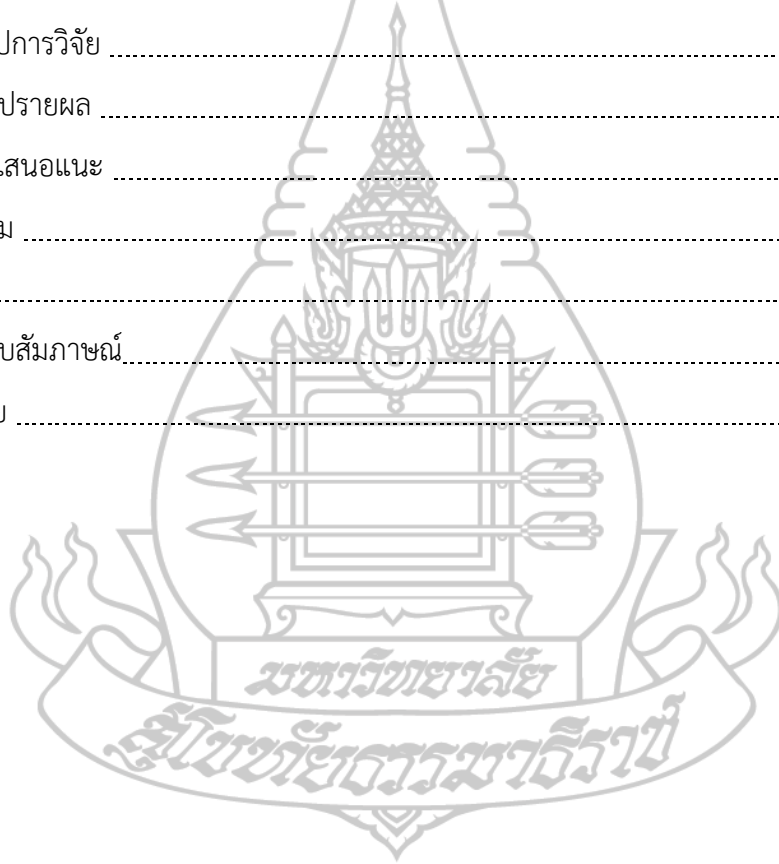 ปการวิจัย
ปรายผล
เสนอแนะ
ม
บสัมภาษณ์
ย
มหาวิทยาลัย
สุโขทัยธรรมาธิราช